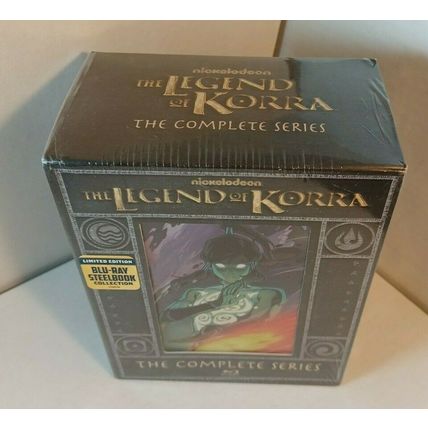 nickelodeon
THE LEGEND
OF KORRA
THE COMPLETE SERIES
nickelodeon
THE LEGEND OF KORRA
LIMITED EDITION
BLU-RAY
STEELBOOK
COLLECTION
THE COMPLETE SERIES